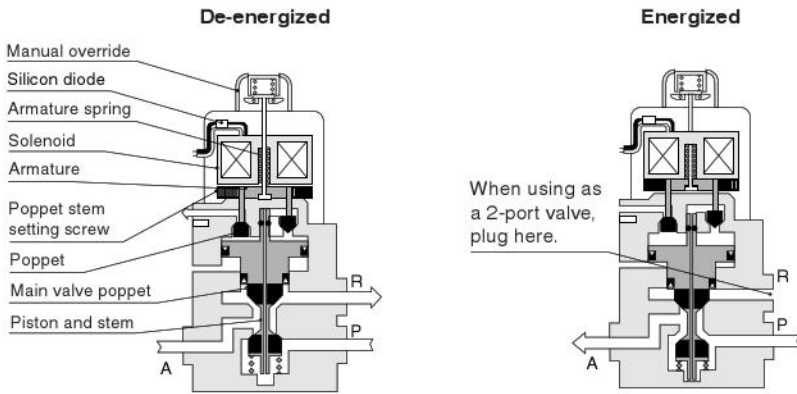 De-energized
Energized
Manual override
Silicon diode
Armature spring
Solenoid
Armature
Poppet stem
setting screw
Poppet
Main valve poppet
Piston and stem
R
P
A
When using as
a 2-port valve,
plug here.
R
P
A